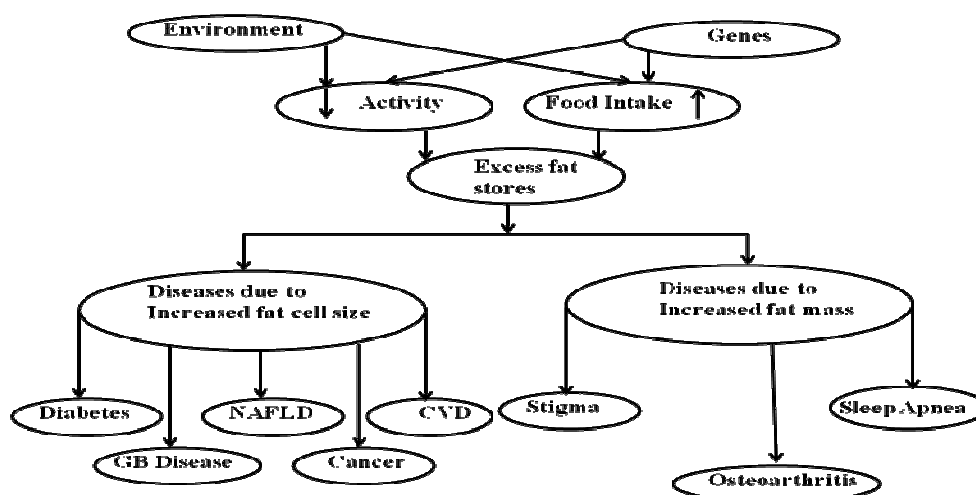 Environment
Genes
Activity
Food Intake
Excess fat
stores
Diseases due to
Increased fat cell size
Diseases due to
Increased fat mass
Diabetes
NAFLD
CVD
Stigma
Sleep Apnea
GB Disease
Cancer
Osteoarthritis